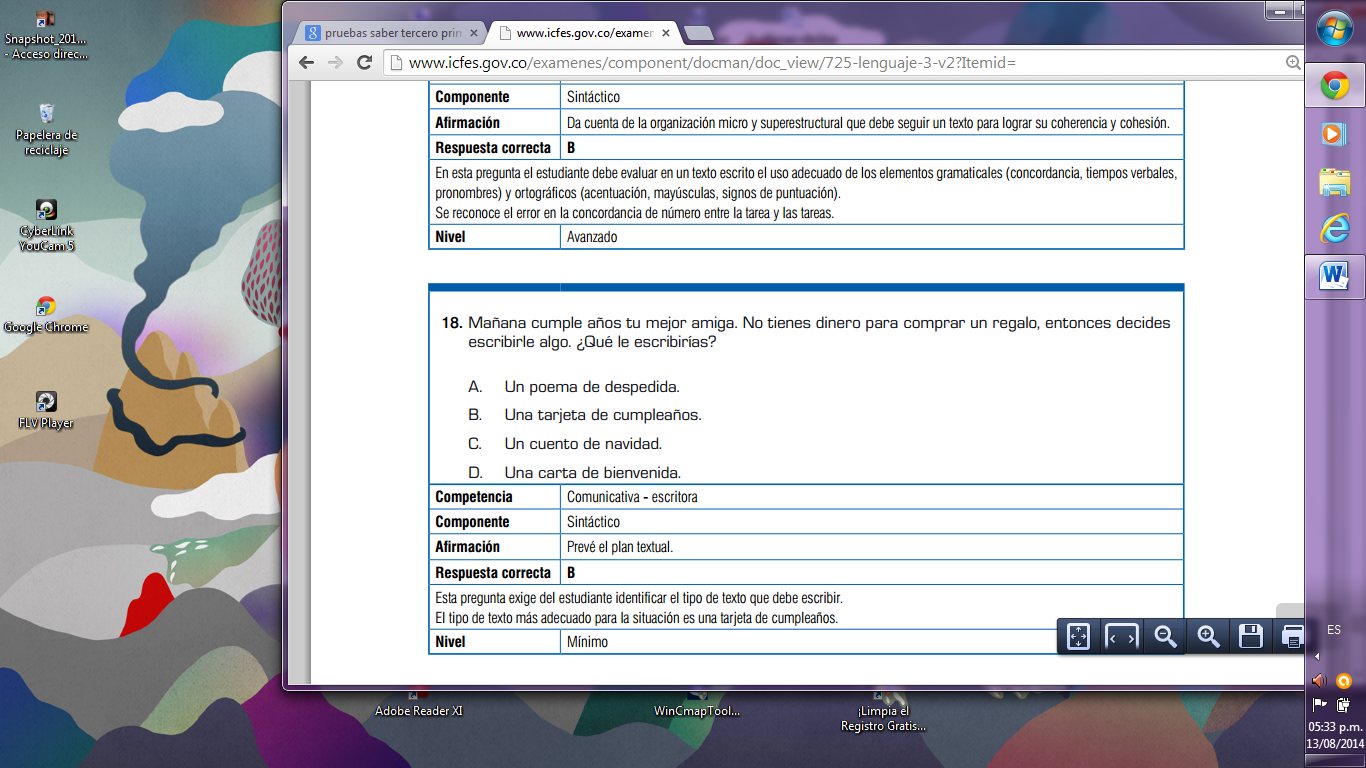 Snapshot_201...
- Acceso direc...
Papelera de
reciclaje
CyberLink
YouCam 5
Google Chrome
FLV Player
pruebas saber tercero prin
www.icfes.gov.co/examen
www.icfes.gov.co/examenes/component/docman/doc_view/725-lenguaje-3-v2?Itemid=
Componente Sintáctico
Afirmación Da cuenta de la organización micro y superestructural que debe seguir un texto para lograr su coherencia y cohesión.
Respuesta correcta B
En esta pregunta el estudiante debe evaluar en un texto escrito el uso adecuado de los elementos gramaticales (concordancia, tiempos verbales,
pronombres) y ortográficos (acentuación, mayúsculas, signos de puntuación).
Se reconoce el error en la concordancia de número entre la tarea y las tareas.
Nivel Avanzado
18. Mañana cumple años tu mejor amiga. No tienes dinero para comprar un regalo, entonces decides
escribirle algo. ¿Qué le escribirías?
A. Un poema de despedida.
B. Una tarjeta de cumpleaños.
C. Un cuento de navidad.
D. Una carta de bienvenida.
Competencia Comunicativa - escritora
Componente Sintáctico
Afirmación Prevé el plan textual.
Respuesta correcta B
Esta pregunta exige del estudiante identificar el tipo de texto que debe escribir.
El tipo de texto más adecuado para la situación es una tarjeta de cumpleaños.
Nivel Mínimo
Adobe Reader XI
WinCmapTool...
¡Limpia el
Registro Gratis...
ES
05:33 p.m.
13/08/2014